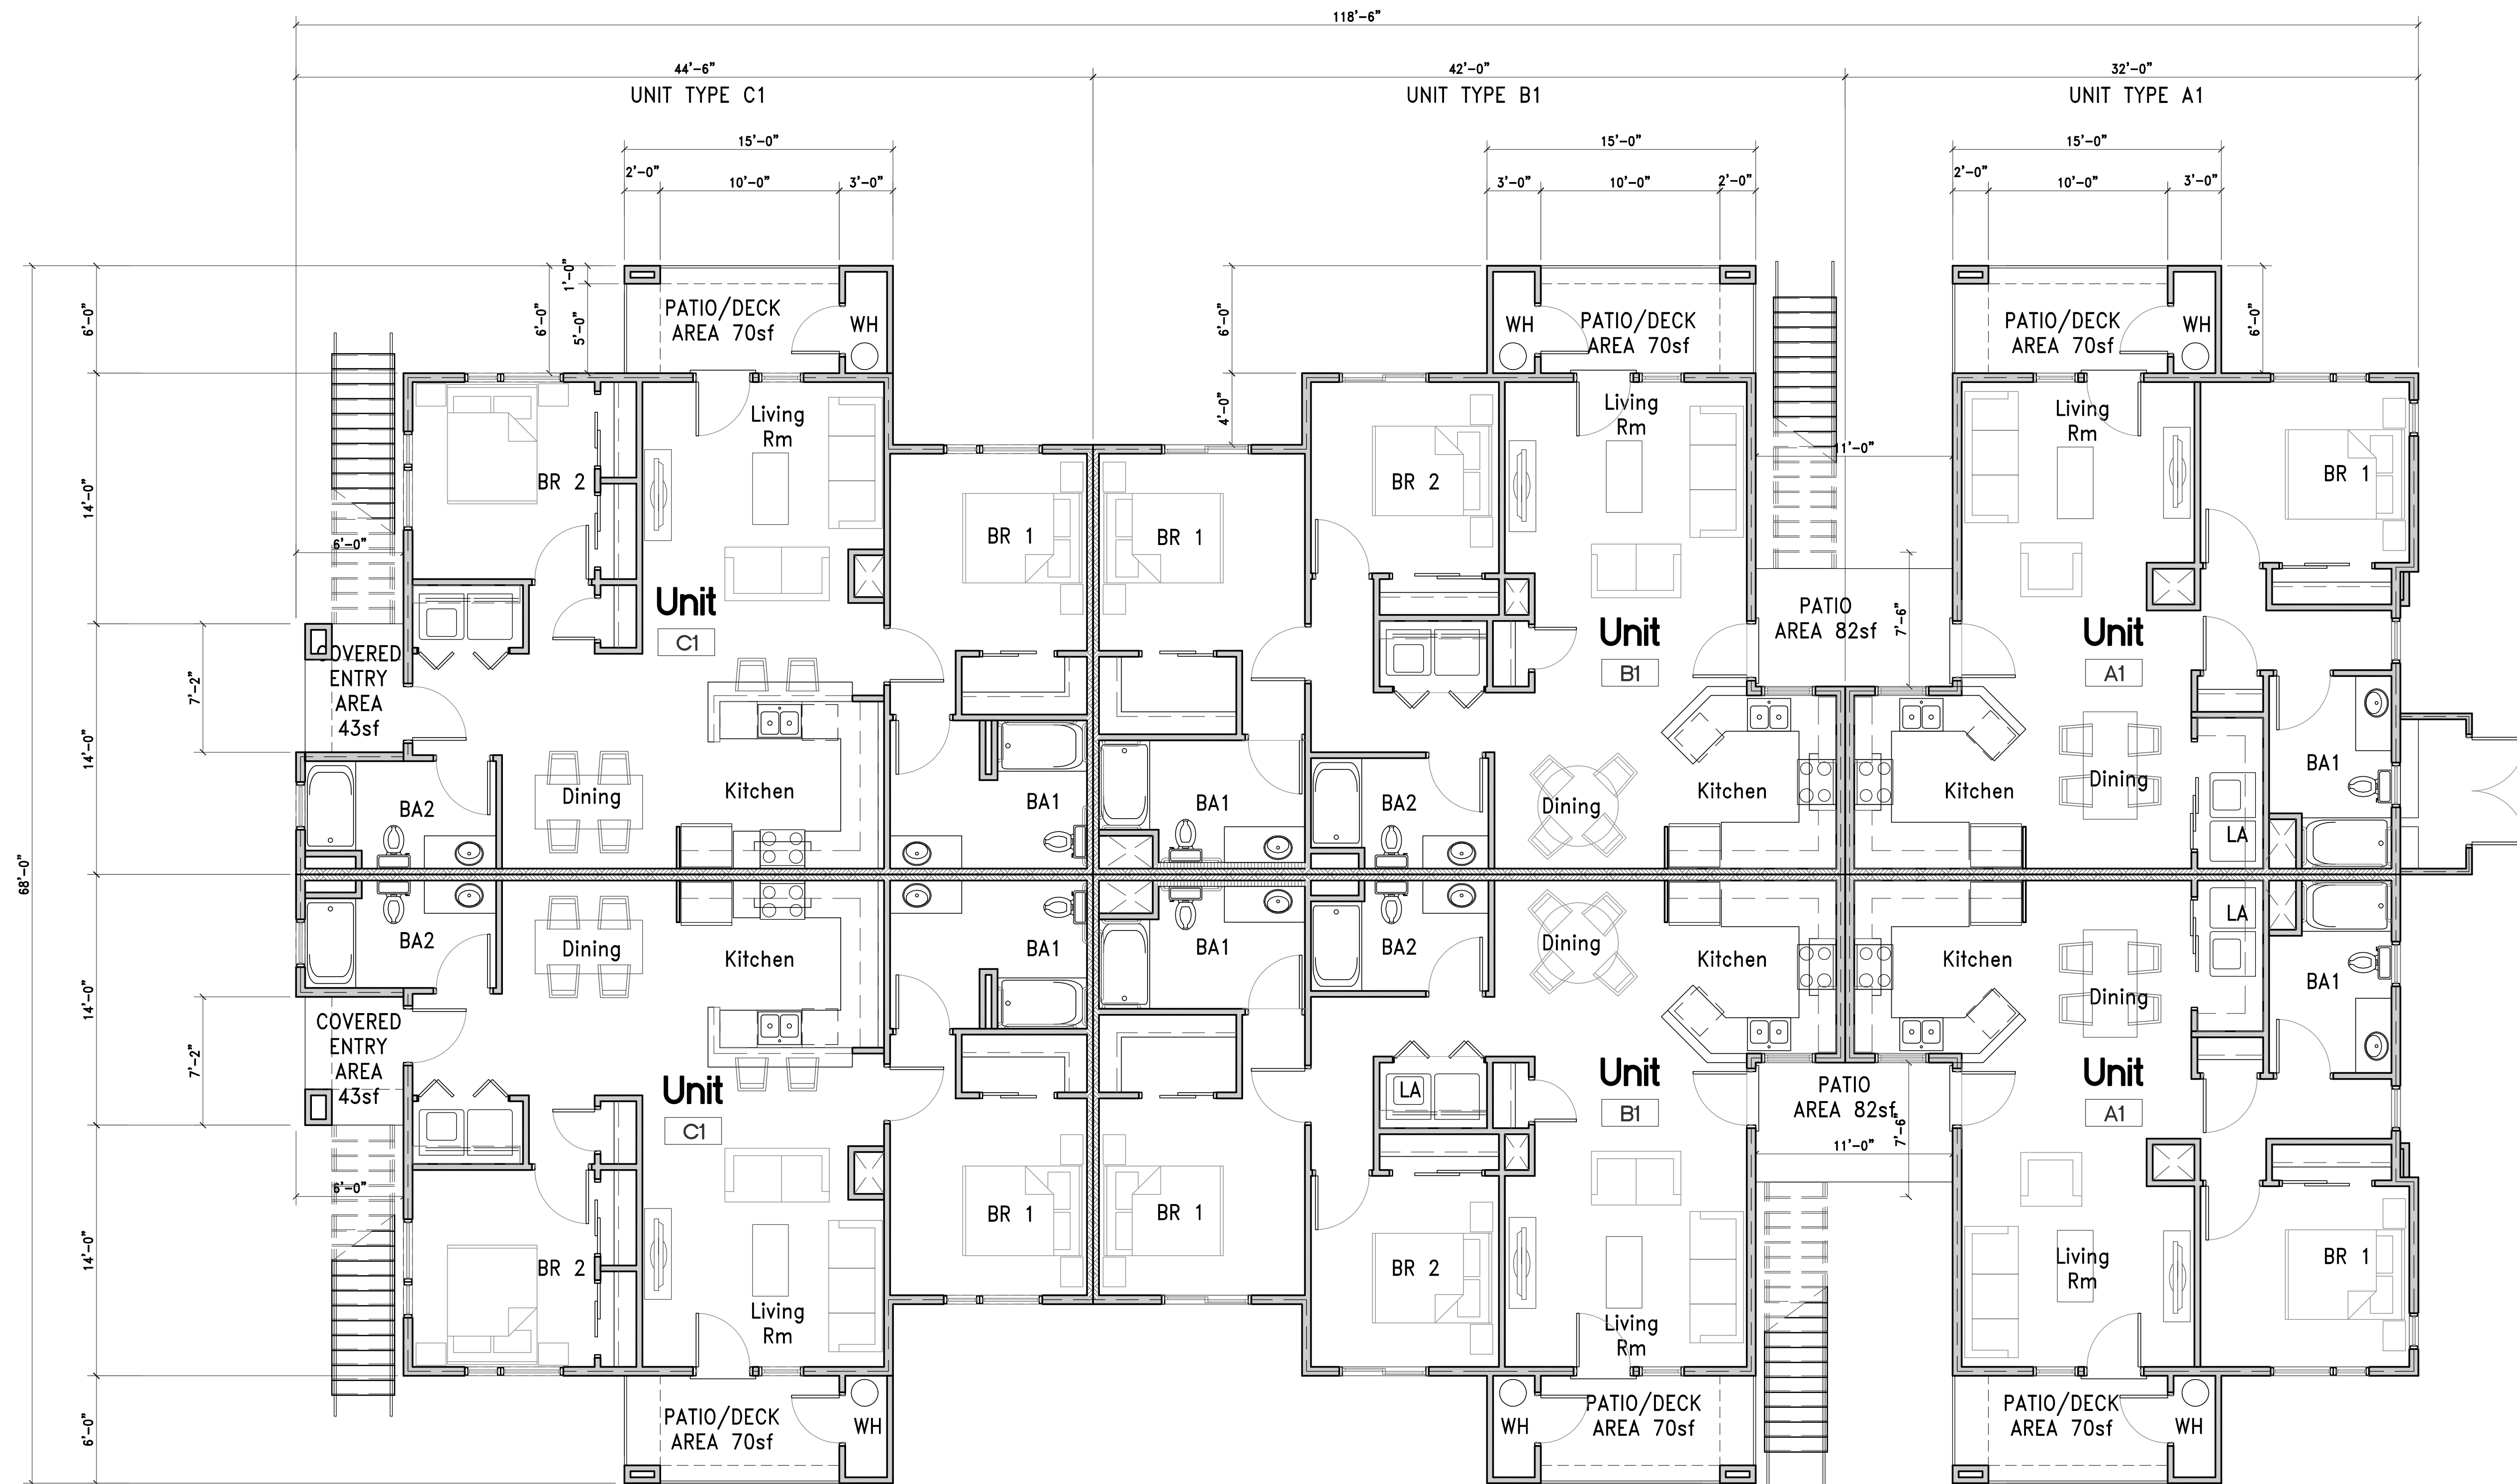 118'-6"
44'-6"
42'-0"
32'-0"
UNIT TYPE C1
UNIT TYPE B1
UNIT TYPE A1
15'-0"
15'-0"
15'-0"
2'-0"
10'-0"
3'-0"
3'-0"
10'-0"
2'-0"
2'-0"
10'-0"
3'-0"
6'-0"
6'-0"
1'-0"
5'-0"
PATIO/DECK
AREA 70sf
WH
6'-0"
WH
PATIO/DECK
AREA 70sf
PATIO/DECK
AREA 70sf
WH
6'-0"
4'-0"
14'-0"
BR 2
Living
Rm
BR 1
BR 1
BR 2
Living
Rm
11'-0"
Living
Rm
BR 1
6'-0"
Unit
C1
Unit
B1
PATIO
AREA 82sf
7'-6"
Unit
A1
COVERED
ENTRY
AREA
43sf
7'-2"
14'-0"
BA2
Dining
Kitchen
BA1
BA1
BA2
Dining
Kitchen
Kitchen
Dining
LA
BA1
68'-0"
BA2
Dining
Kitchen
BA1
BA1
BA2
Dining
Kitchen
Kitchen
Dining
LA
BA1
14'-0"
COVERED
ENTRY
AREA
43sf
7'-2"
Unit
C1
LA
Unit
B1
PATIO
AREA 82sf
7'-6"
11'-0"
Unit
A1
6'-0"
14'-0"
BR 2
Living
Rm
BR 1
BR 1
BR 2
Living
Rm
Living
Rm
BR 1
6'-0"
PATIO/DECK
AREA 70sf
WH
WH
PATIO/DECK
AREA 70sf
PATIO/DECK
AREA 70sf
WH